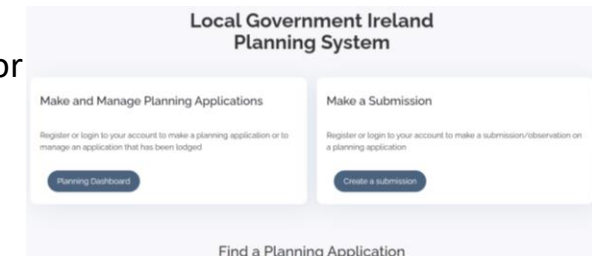 Local Government Ireland
Planning System
or
Make and Manage Planning Applications
Register or login to your account to make a planning application or to
manage an application that has been lodged
Planning Dashboard
Make a Submission
Register or login to your account to make a submission/observation on
a planning application
Create a submission
Find a Planning Application